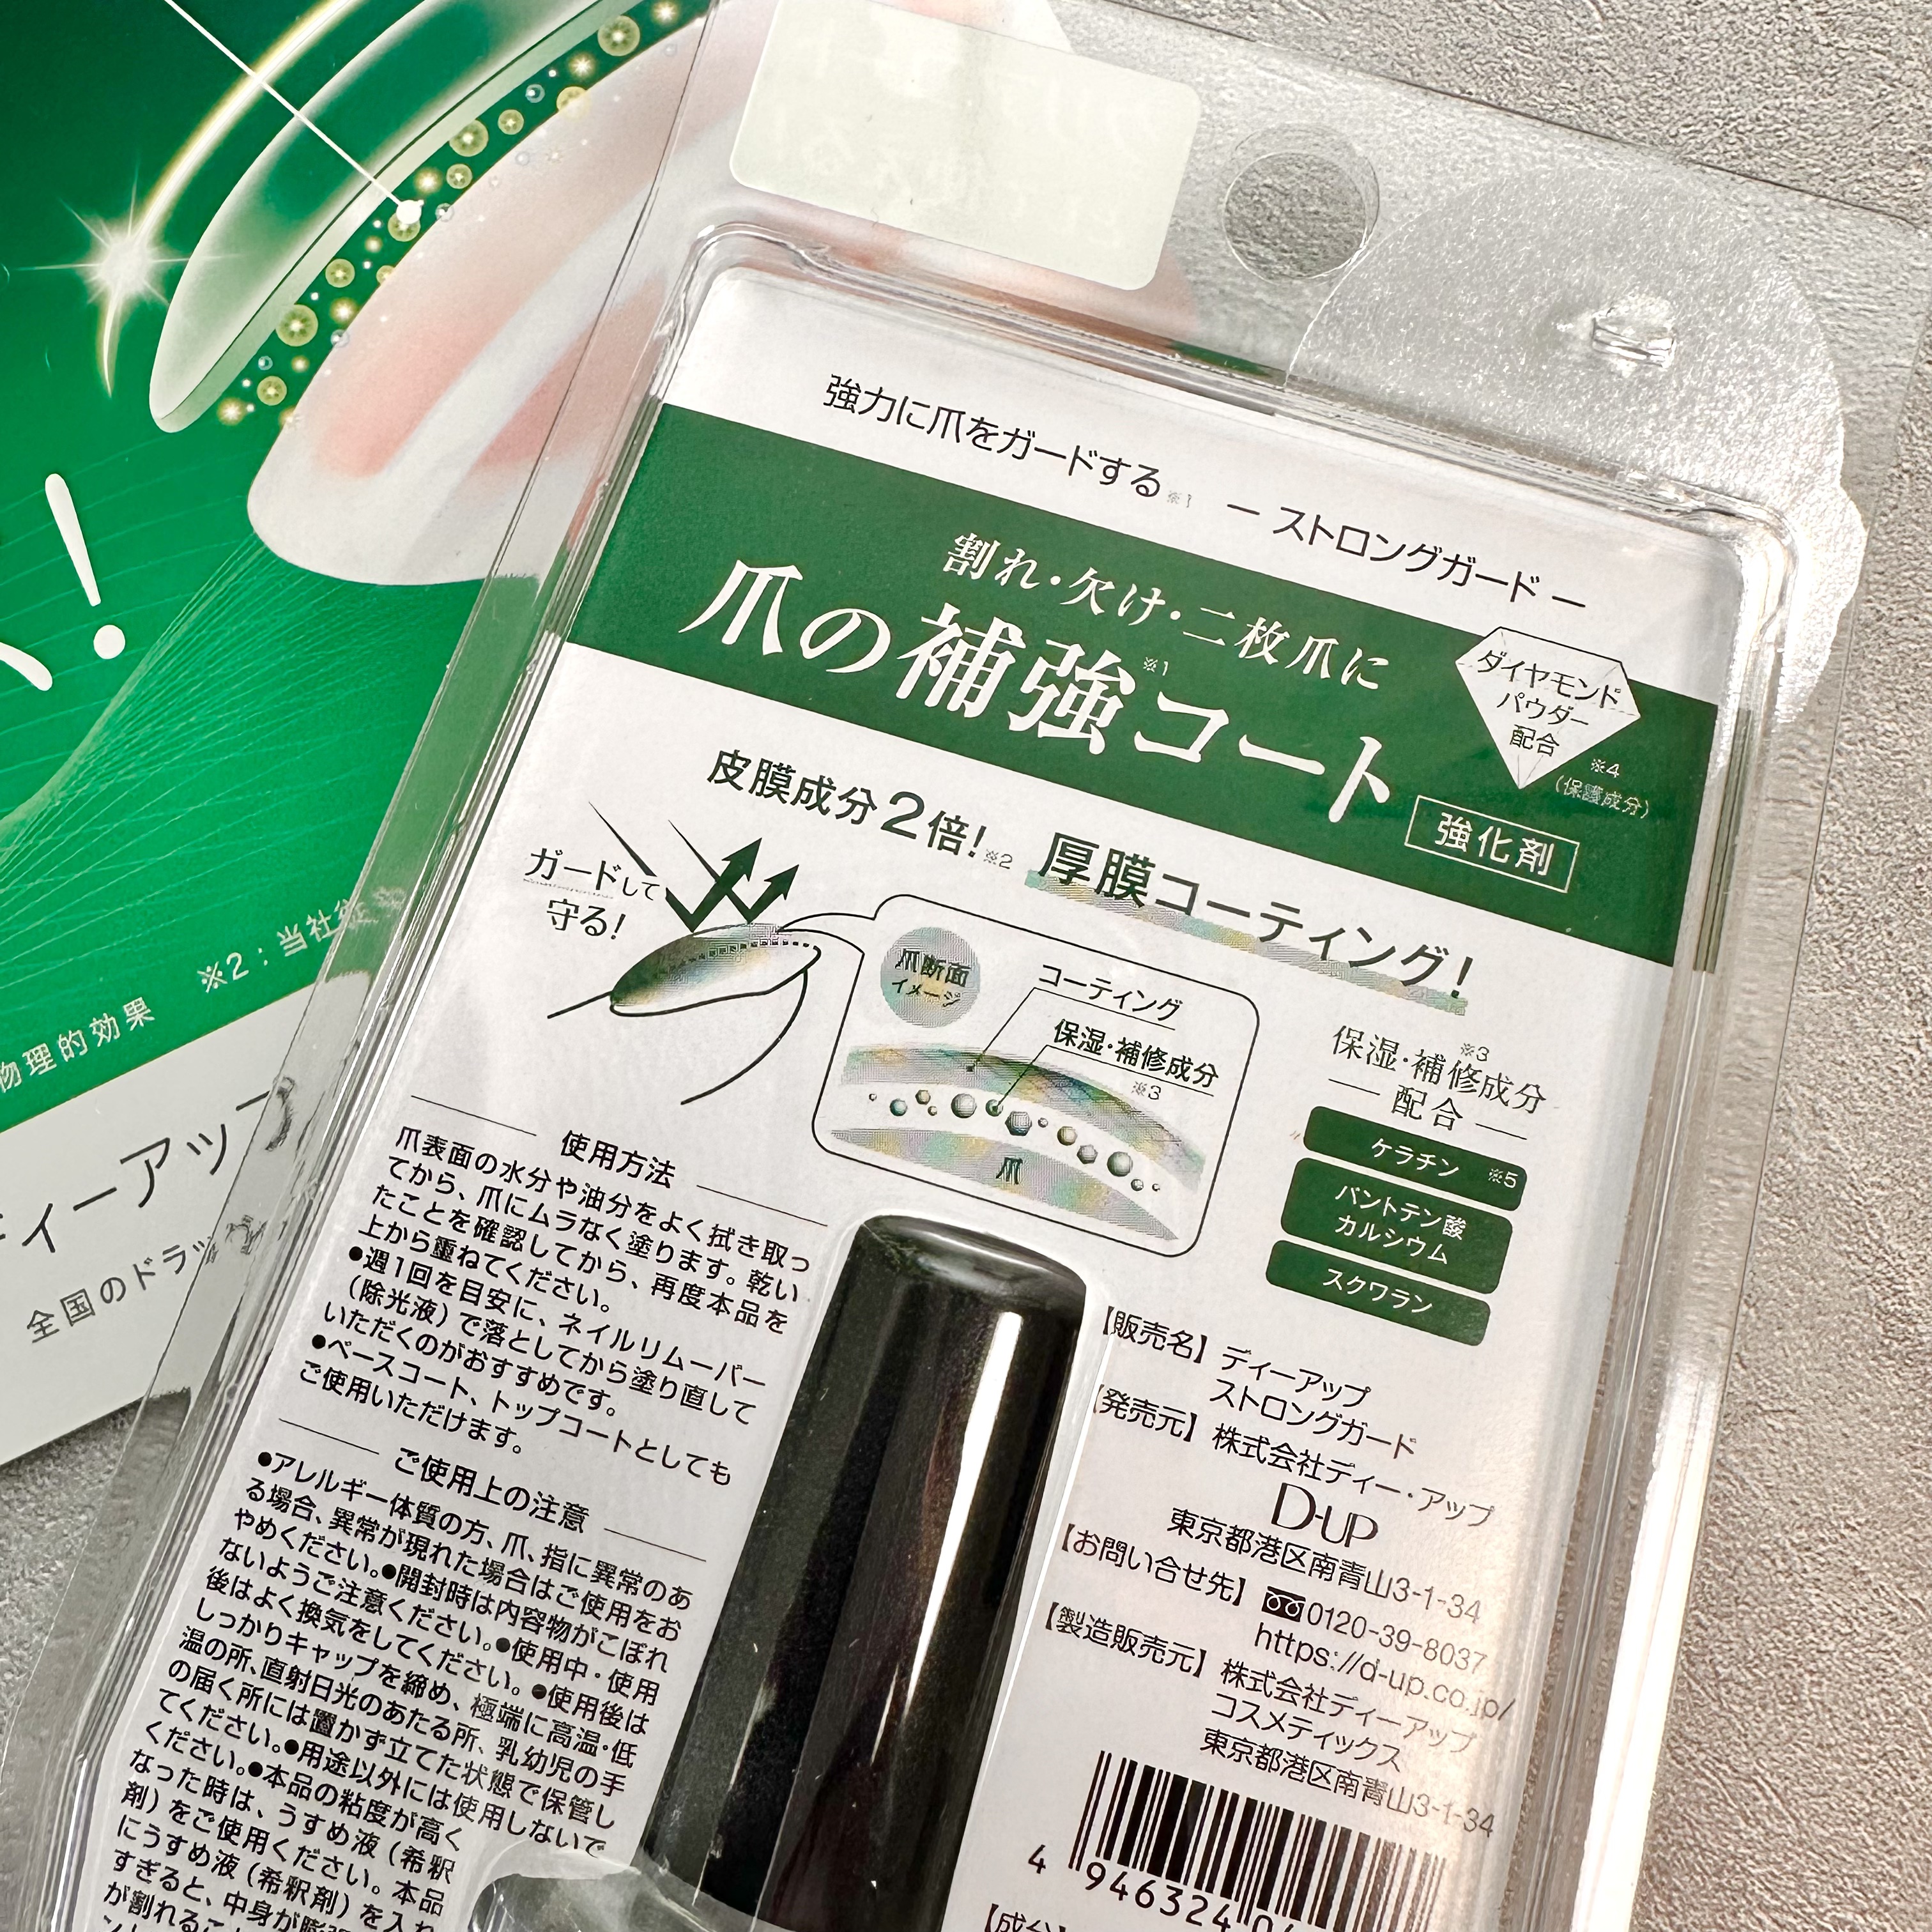 強力に爪をガードする※1 ー ストロングガード ー
割れ・欠け・二枚爪に
爪の補強※1コート
強化剤
ダイヤモンド
パウダー
配合
※4
(保護成分)
皮膜成分2倍!※2 厚膜コーティング!
ガードして
守る!
爪断面
イメージ
コーティング
保湿・補修成分
※3
爪
※3
保湿・補修成分
配合
ケラチン ※5
パントテン酸
カルシウム
スクワラン
使用方法
爪表面の水分や油分をよく拭き取っ
てから、爪にムラなく塗ります。乾い
たことを確認してから、再度本品を
上から重ねてください。
●週1回を目安に、ネイルリムーバー
(除光液)で落としてから塗り直して
いただくのがおすすめです。
●ベースコート、トップコートとしても
ご使用いただけます。
ご使用上の注意
●アレルギー体質の方、爪、指に異常のあ
る場合、異常が現れた場合はご使用をお
やめください。●開封時は内容物がこぼれ
ないようご注意ください。●使用中・使用
後はよく換気をしてください。●使用後は
しっかりキャップを締め、極端に高温・低
温の所、直射日光のあたる所、乳幼児の手
の届く所には置かず立てた状態で保管し
てください。●用途以外には使用しないで
ください。●本品の粘度が高く
なった時は、うすめ液(希釈
剤)をご使用ください。本品
にうすめ液(希釈剤)を入れ
すぎると、中身が膨
が割れるこ
【販売名】ディーアップ
ストロングガード
【発売元】株式会社ディー・アップ
D-UP
東京都港区南青山3-1-34
【お問い合せ先】0120-39-8037
https://d-up.co.jp/
【製造販売元】株式会社ディーアップ
コスメティックス
東京都港区南青山3-1-34
4 946324 0
【成分】
!
※2:当社
物理的効果
ディーアップ
全国のドラッ